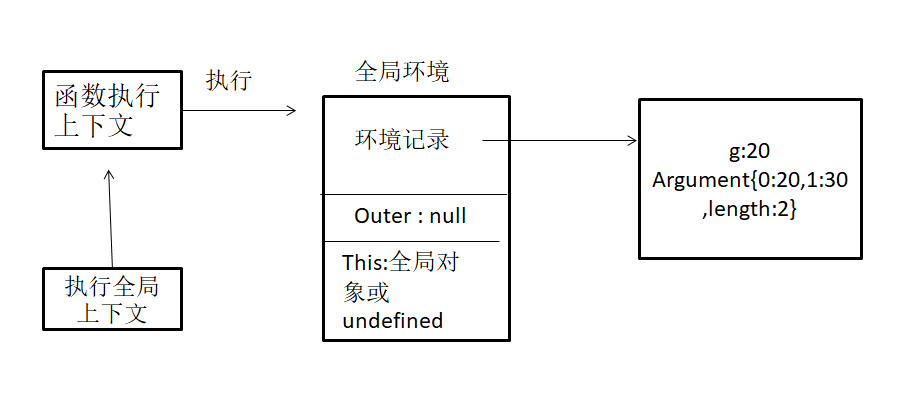 函数执行
上下文
执行
全局环境
环境记录
g:20
Argument{0:20,1:30
,length:2}
Outer : null
This:全局对
象或
undefined
执行全局
上下文